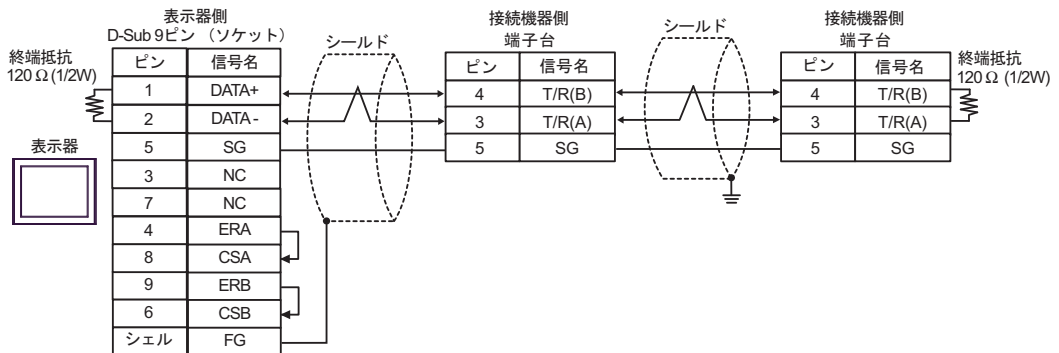 表示器側
D-Sub 9ピン （ソケット）
終端抵抗
120 Ω (1/2W)
ピン 信号名
1 DATA+
2 DATA-
5 SG
3 NC
7 NC
4 ERA
8 CSA
9 ERB
6 CSB
シェル FG
表示器
シールド
接続機器側
端子台
ピン 信号名
4 T/R(B)
3 T/R(A)
5 SG
シールド
接続機器側
端子台
ピン 信号名
4 T/R(B)
3 T/R(A)
5 SG
終端抵抗
120 Ω (1/2W)